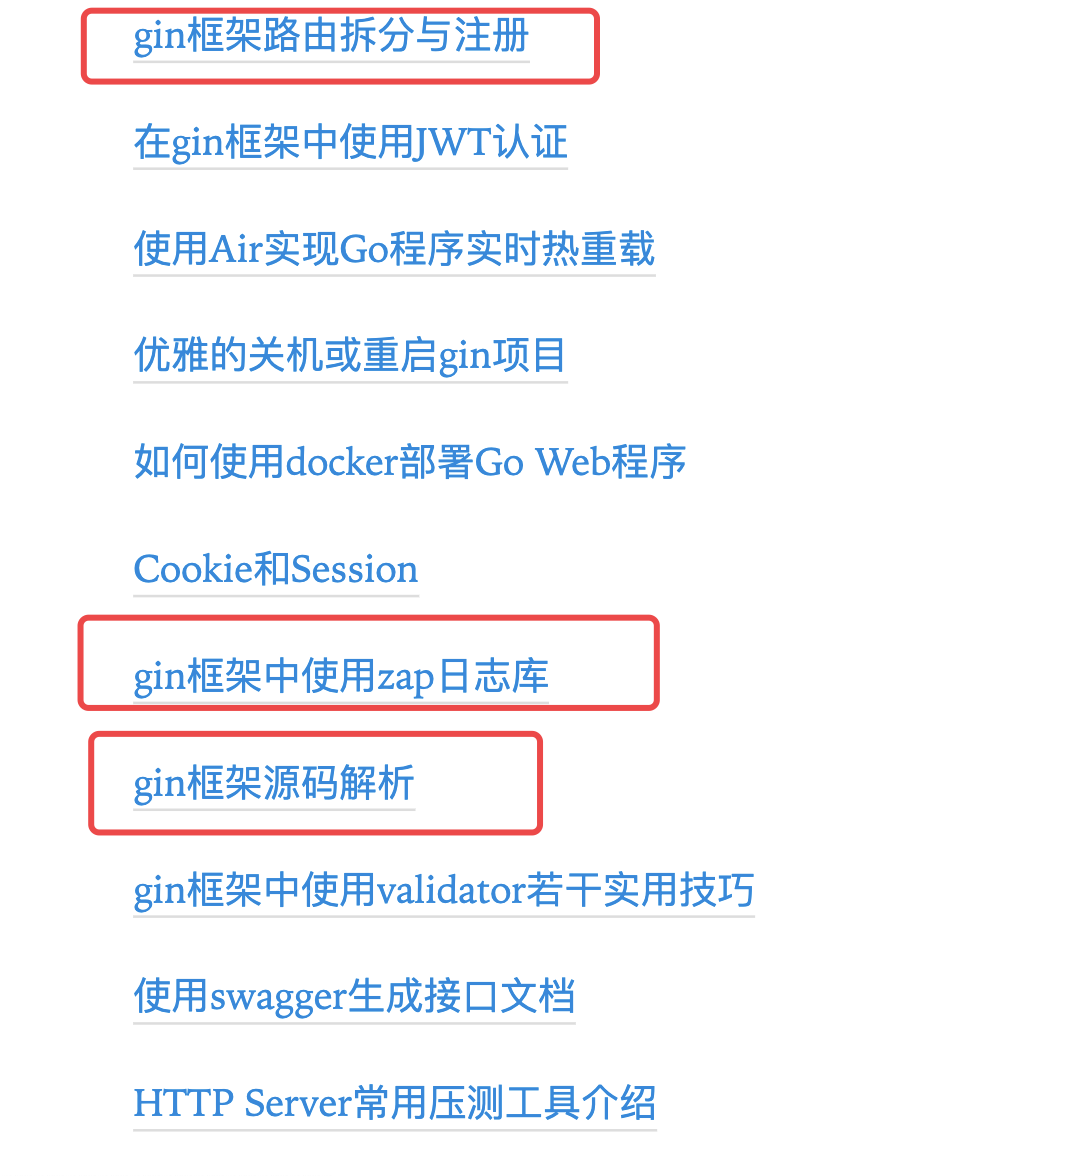 gin框架路由拆分与注册
在gin框架中使用JWT认证
使用Air实现Go程序实时热重载
优雅的关机或重启gin项目
如何使用docker部署Go Web程序
Cookie和Session
gin框架中使用zap日志库
gin框架源码解析
gin框架中使用validator若干实用技巧
使用swagger生成接口文档
HTTP Server常用压测工具介绍